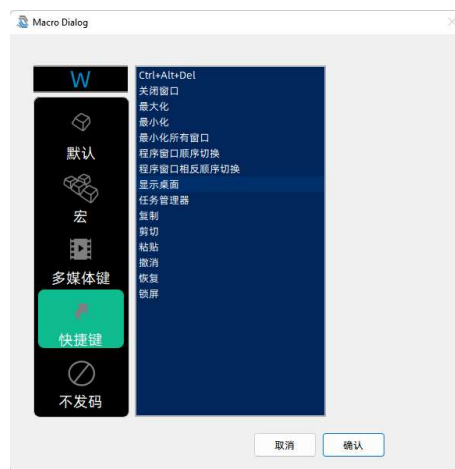 Macro Dialog
W
默认
宏
多媒体键
快捷键
不发码
Ctrl+Alt+Del
关闭窗口
最大化
最小化
最小化所有窗口
程序窗口顺序切换
程序窗口相反顺序切换
显示桌面
任务管理器
复制
剪切
粘贴
撤消
恢复
锁屏
取消
确认